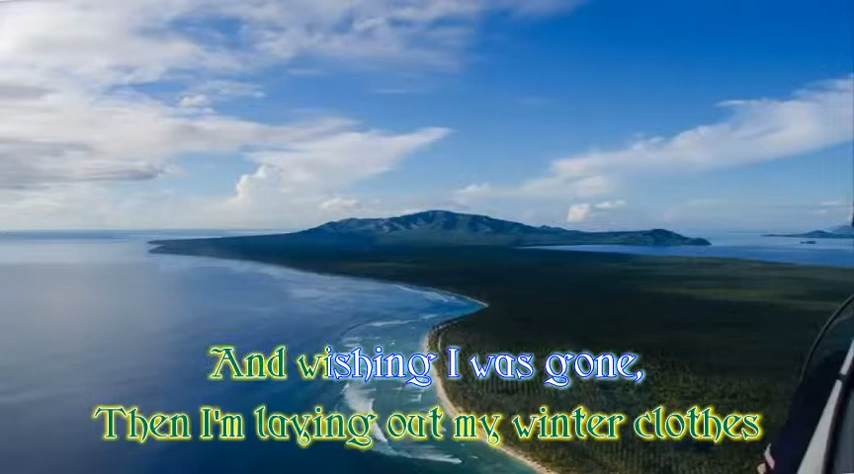 And wishing I was gone,
Then I'm laying out my winter clothes